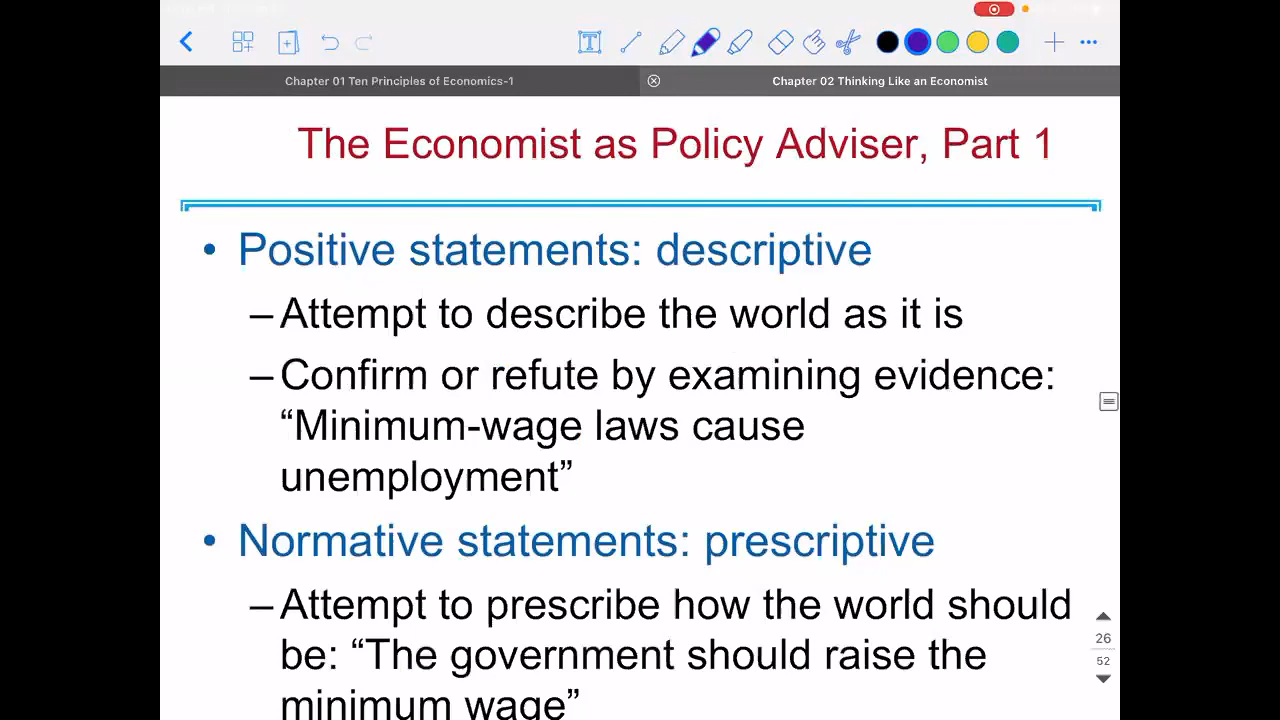 Chapter 01 Ten Principles of Economics-1
Chapter 02 Thinking Like an Economist
The Economist as Policy Adviser, Part 1
• Positive statements: descriptive
– Attempt to describe the world as it is
– Confirm or refute by examining evidence:
“Minimum-wage laws cause
unemployment”
• Normative statements: prescriptive
– Attempt to prescribe how the world should
be: “The government should raise the
minimum wage”
26
52